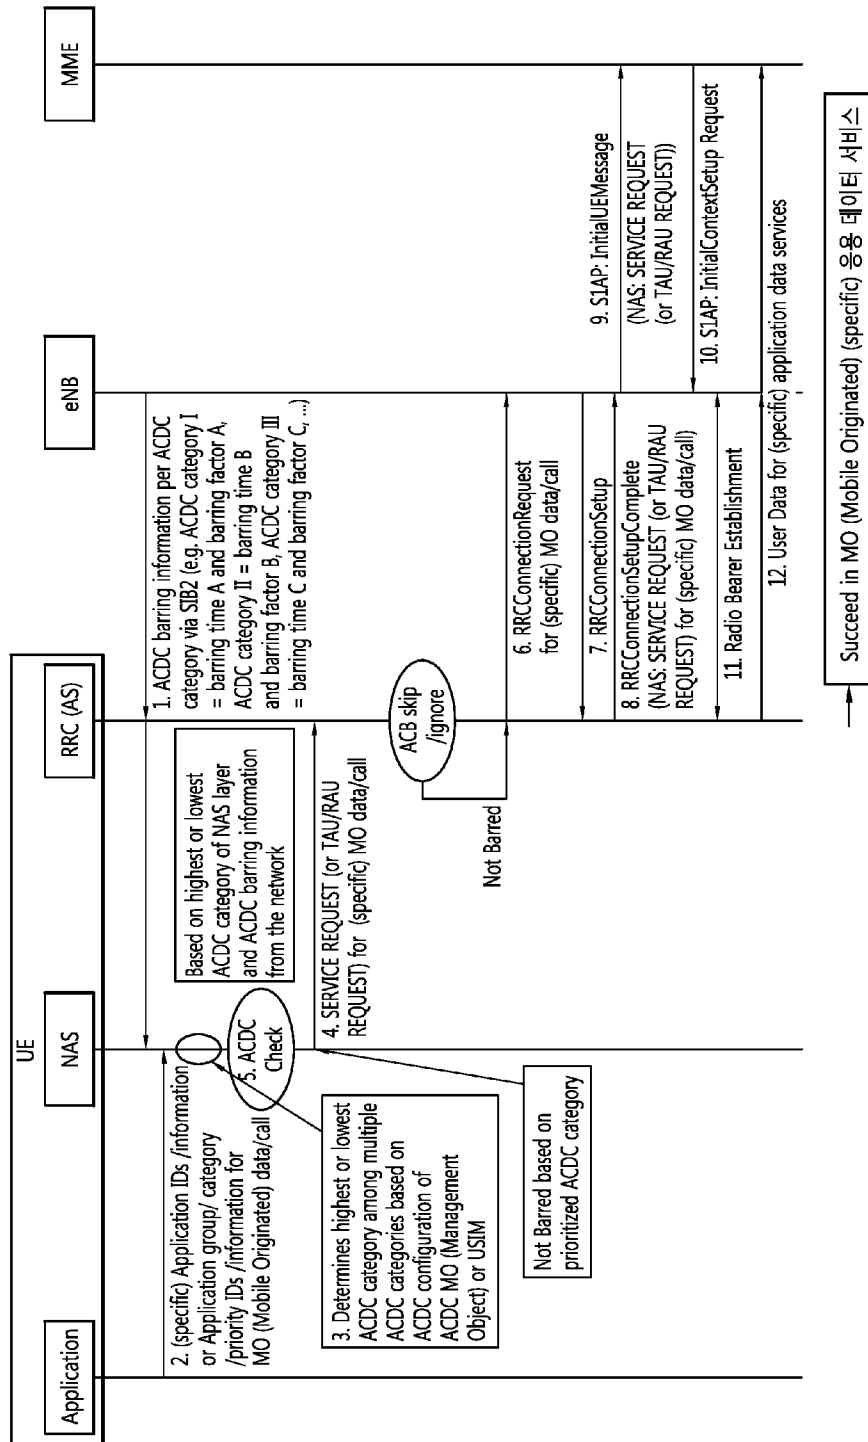 UE
Application
NAS
RRC (AS)
eNB
MME
1. ACDC barring information per ACDC
category via SIB2 (e.g. ACDC category Ⅰ
= barring time A and barring factor A,
ACDC category Ⅱ = barring time B
and barring factor B, ACDC category Ⅲ
= barring time C and barring factor C, ...)
2. (specific) Application IDs /information
or Application group/ category
/priority IDs /information for
MO (Mobile Originated) data/call
Based on highest or lowest
ACDC category of NAS layer
and ACDC barring information
from the network
5. ACDC
Check
3. Determines highest or lowest
ACDC category among multiple
ACDC categories based on
ACDC configuration of
ACDC MO (Management
Object) or USIM
4. SERVICE REQUEST (or TAU/RAU
REQUEST) for (specific) MO data/call
Not Barred based on
prioritized ACDC category
ACB skip
/ignore
Not Barred
6. RRCConnectionRequest
for (specific) MO data/call
7. RRCConnectionSetup
8. RRCConnectionSetupComplete
(NAS: SERVICE REQUEST (or TAU/RAU
REQUEST) for (specific) MO data/call)
9. S1AP: InitialUEMessage
(NAS: SERVICE REQUEST
(or TAU/RAU REQUEST))
10. S1AP: InitialContextSetup Request
11. Radio Bearer Establishment
12. User Data for (specific) application data services
Succeed in MO (Mobile Originated) (specific) 응용 데이터 서비스